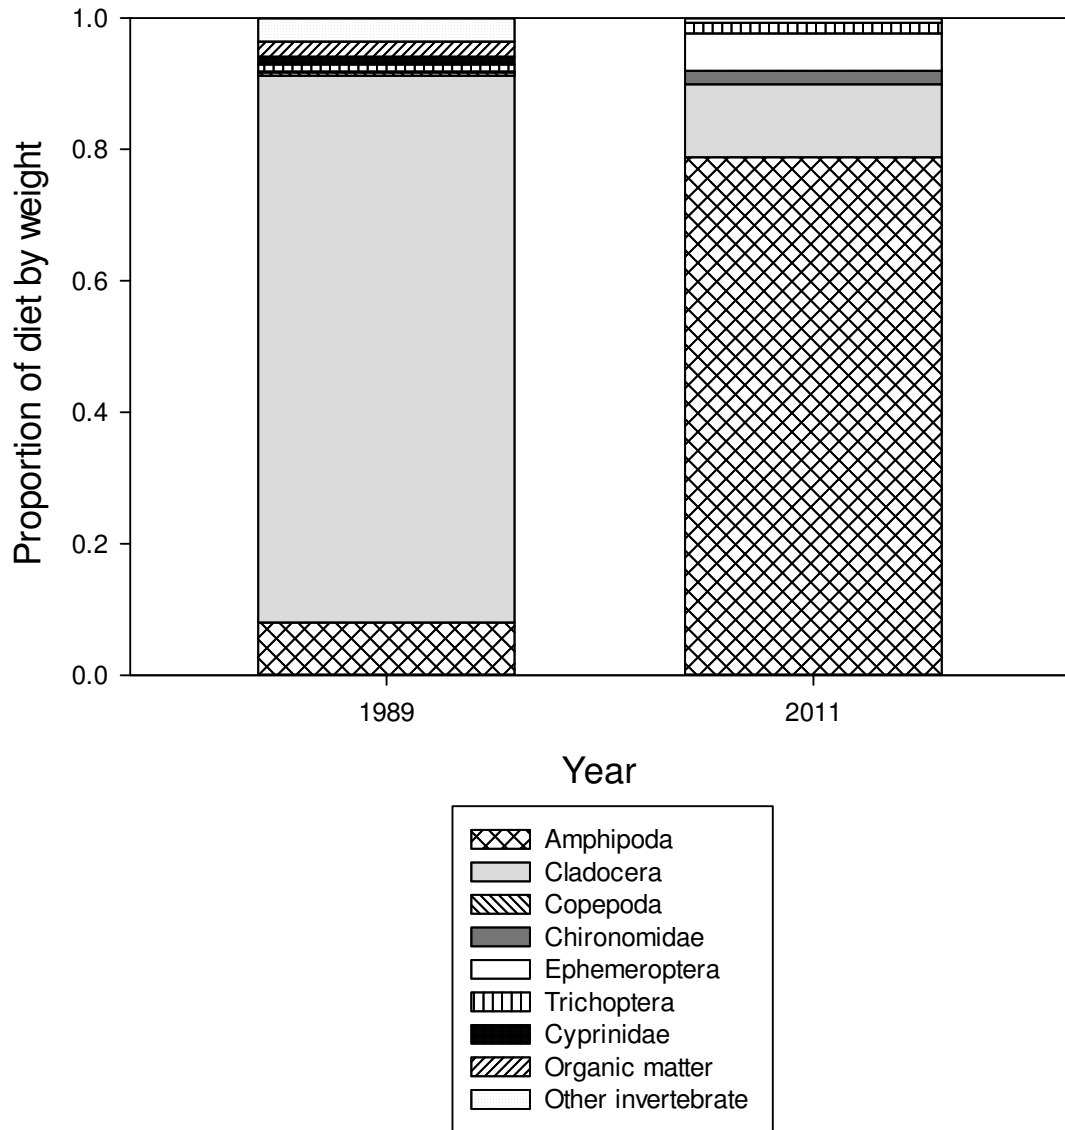 1.0
0.8
0.6
0.4
0.2
0.0
Proportion of diet by weight
1989
2011
Year
Amphipoda
Cladocera
Copepoda
Chironomidae
Ephemeroptera
Trichoptera
Cyprinidae
Organic matter
Other invertebrate